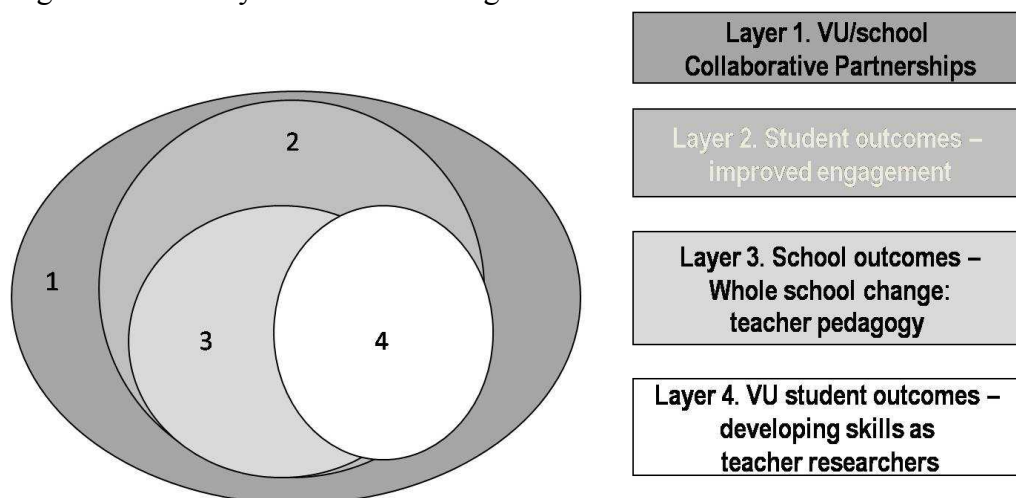 2
1
3
4
Layer 1. VU/school
Collaborative Partnerships
Layer 2. Student outcomes –
improved engagement
Layer 3. School outcomes –
Whole school change:
teacher pedagogy
Layer 4. VU student outcomes –
developing skills as
teacher researchers